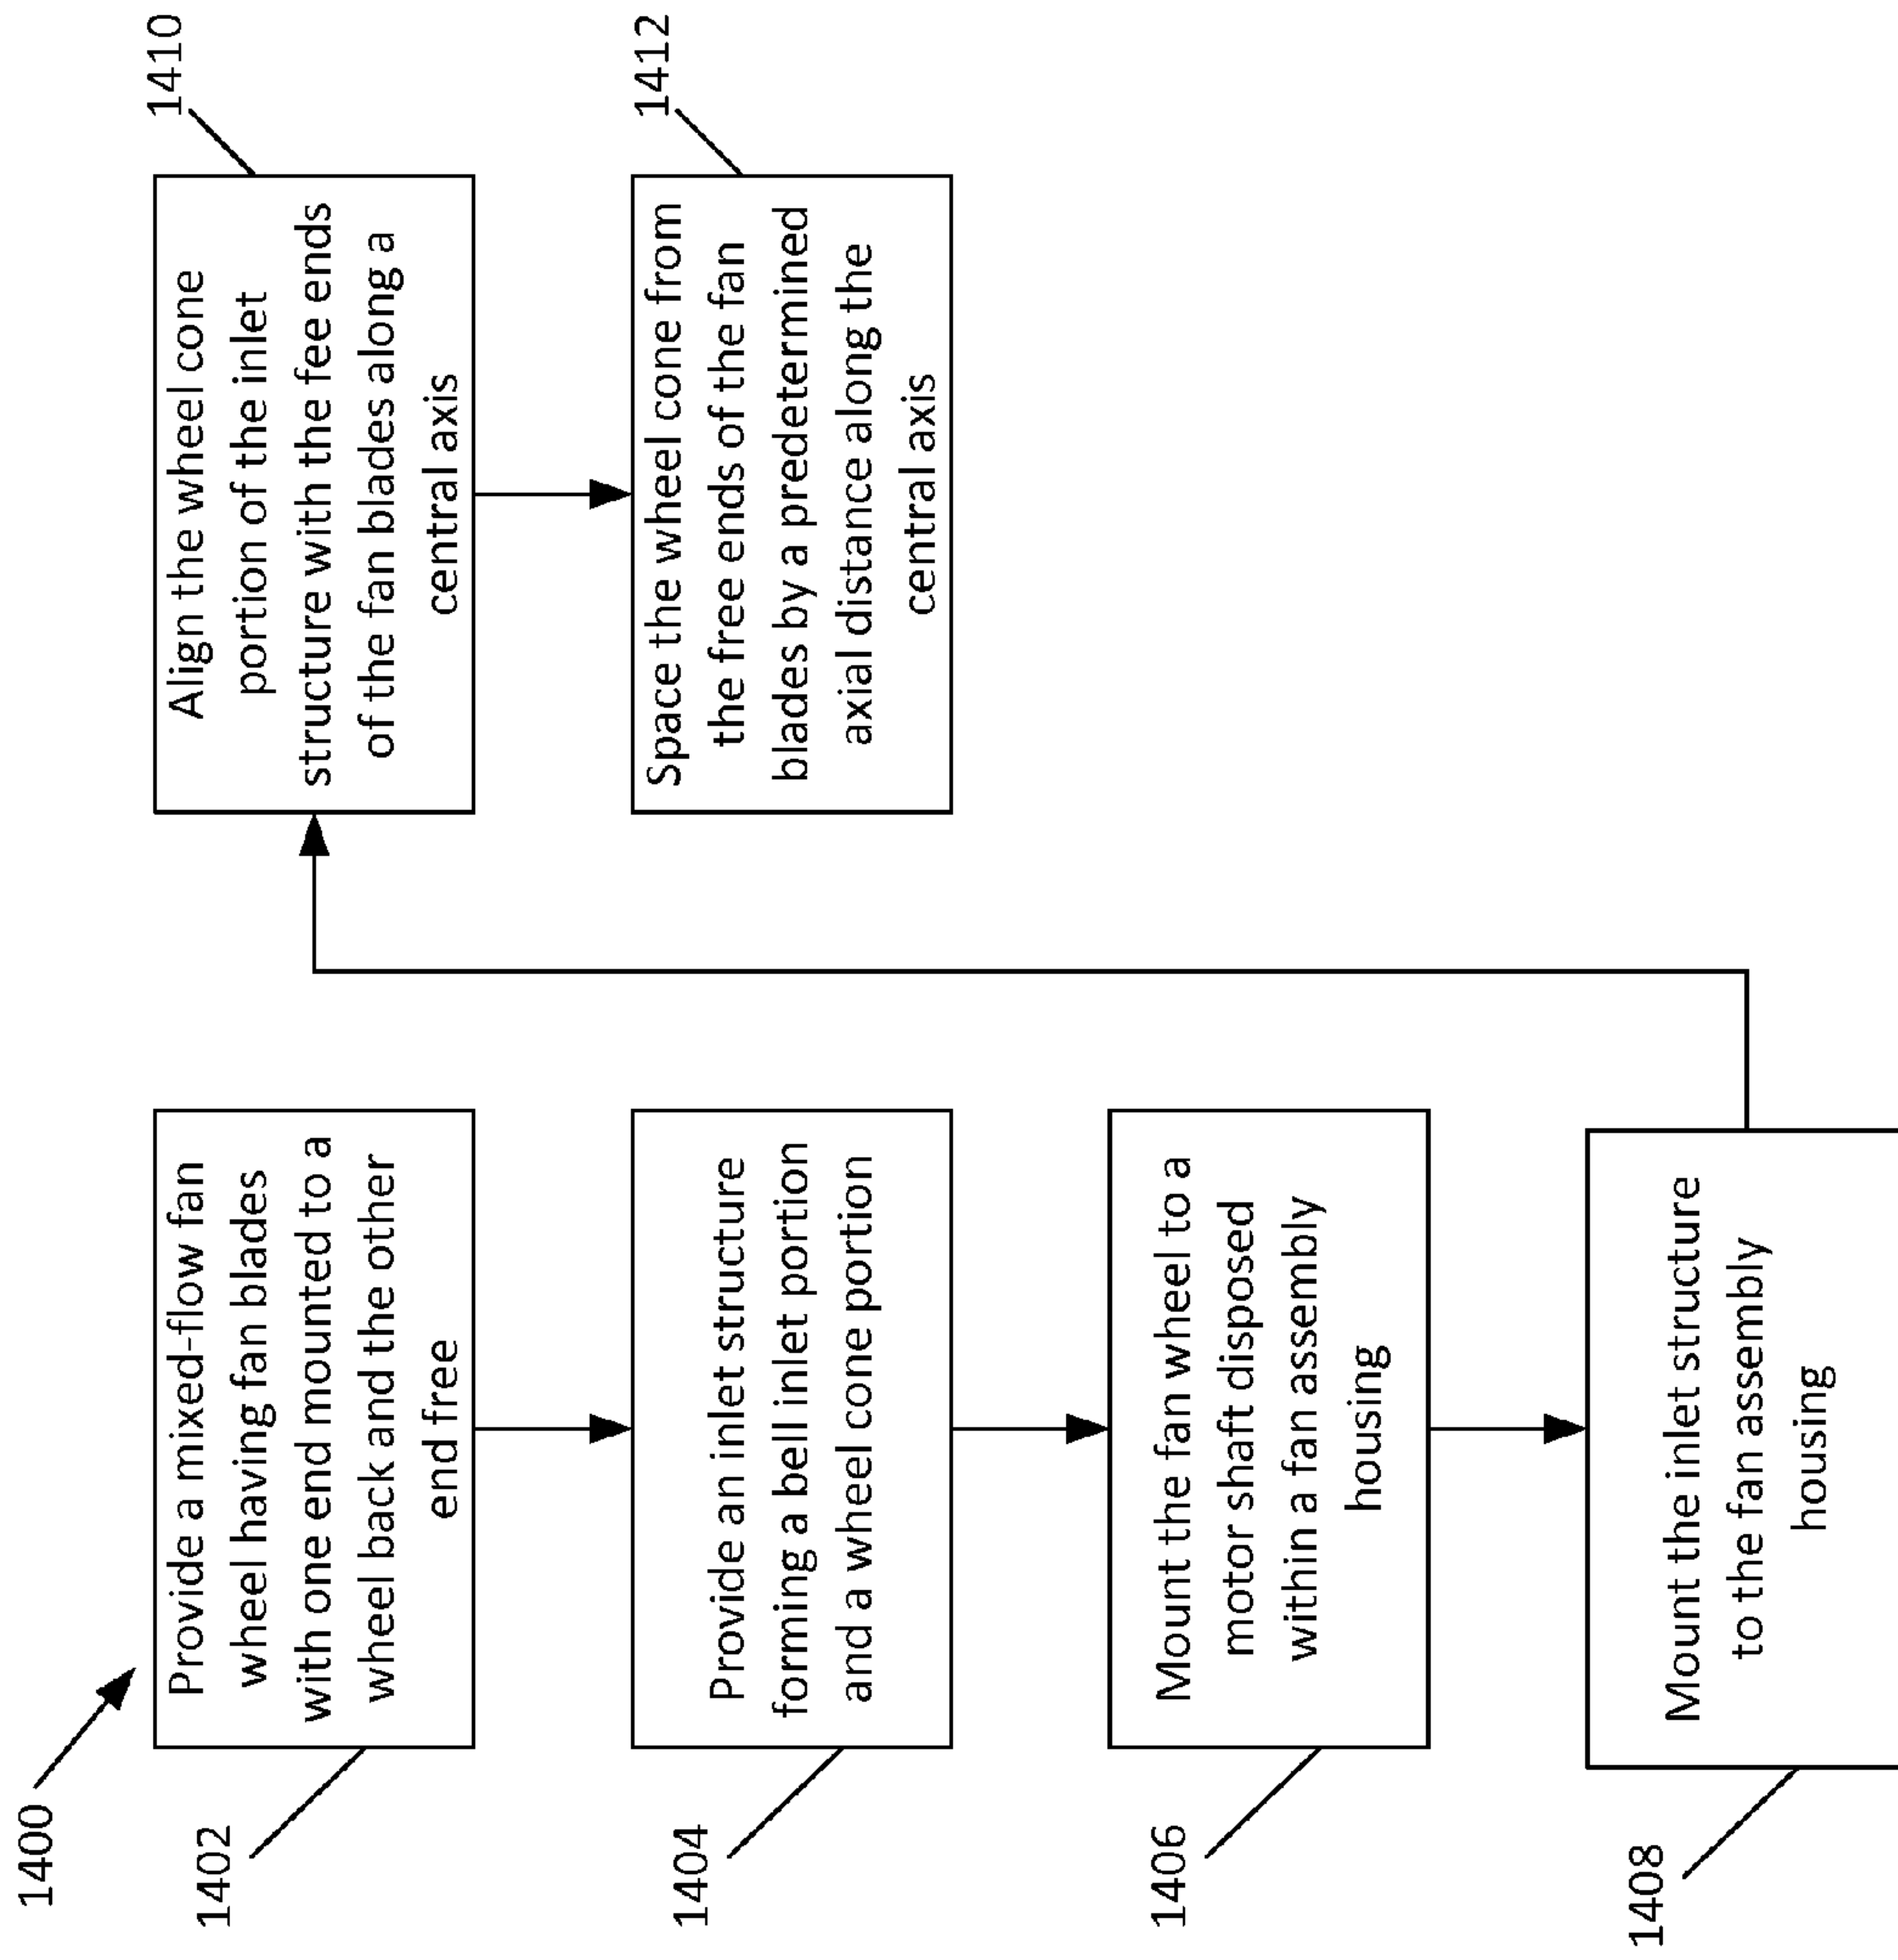 1400
1402
Provide a mixed-flow fan
wheel having fan blades
with one end mounted to a
wheel back and the other
end free
1404
Provide an inlet structure
forming a bell inlet portion
and a wheel cone portion
1406
Mount the fan wheel to a
motor shaft disposed
within a fan assembly
housing
1408
Mount the inlet structure
to the fan assembly
housing
1410
Align the wheel cone
portion of the inlet
structure with the fee ends
of the fan blades along a
central axis
1412
Space the wheel cone from
the free ends of the fan
blades by a predetermined
axial distance along the
central axis